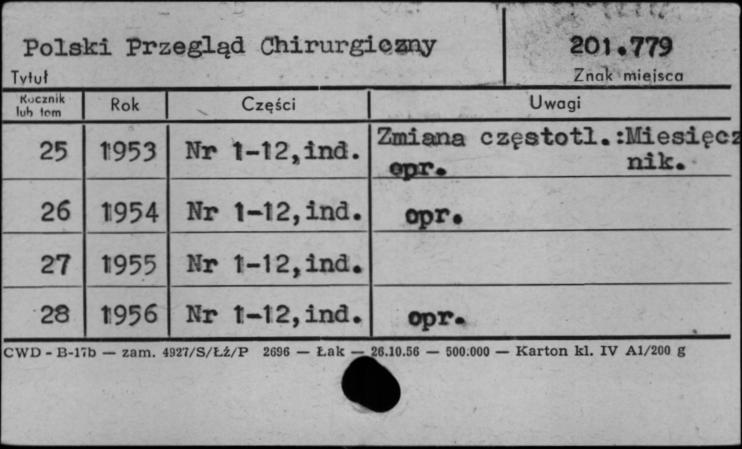 Polski Przegląd Chirurgiczny
201.779
Tytuł
Znak miejsca
Rocznik lub tom Rok Części Uwagi
25 1953 Nr 1-12,ind. Zmiana częstotl.:Miesięcz
opr. nik.
26 1954 Nr 1-12,ind. opr.
27 1955 Nr 1-12,ind.
28 1956 Nr 1-12,ind. opr.
CWD - B-17b — zam. 4927/S/Łż/P 2696 — Łak — 26.10.56 — 500.000 — Karton kl. IV A1/200 g